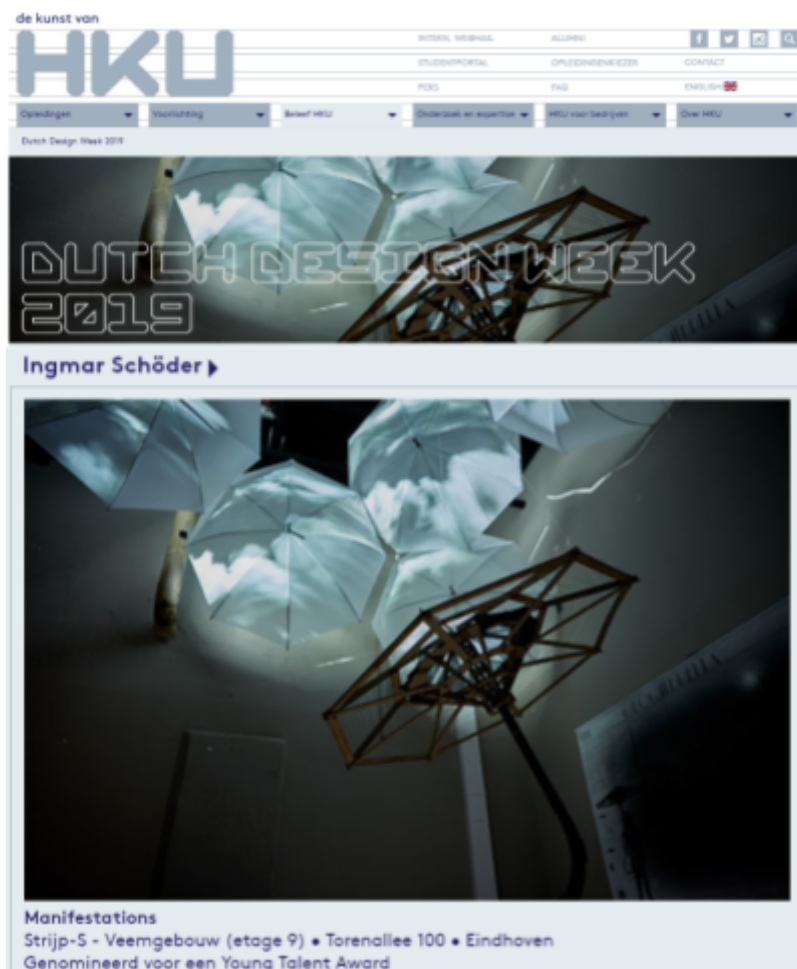 de kunst van
HKU
INTERN, WEBMAIL ALUMNI
STUDENTPORTAL OPLEIDINGENKIEZER CONTACT
PERS FAQ ENGLISH
Opleidingen Voorlichting Beleef HKU Onderzoek en expertise HKU voor bedrijven Over HKU
Dutch Design Week 2019
DUTCH DESIGN WEEK
2019
Ingmar Schöder
Manifestations
Strijp-S - Veemgebouw (etage 9) • Torenallee 100 • Eindhoven
Genomineerd voor een Young Talent Award